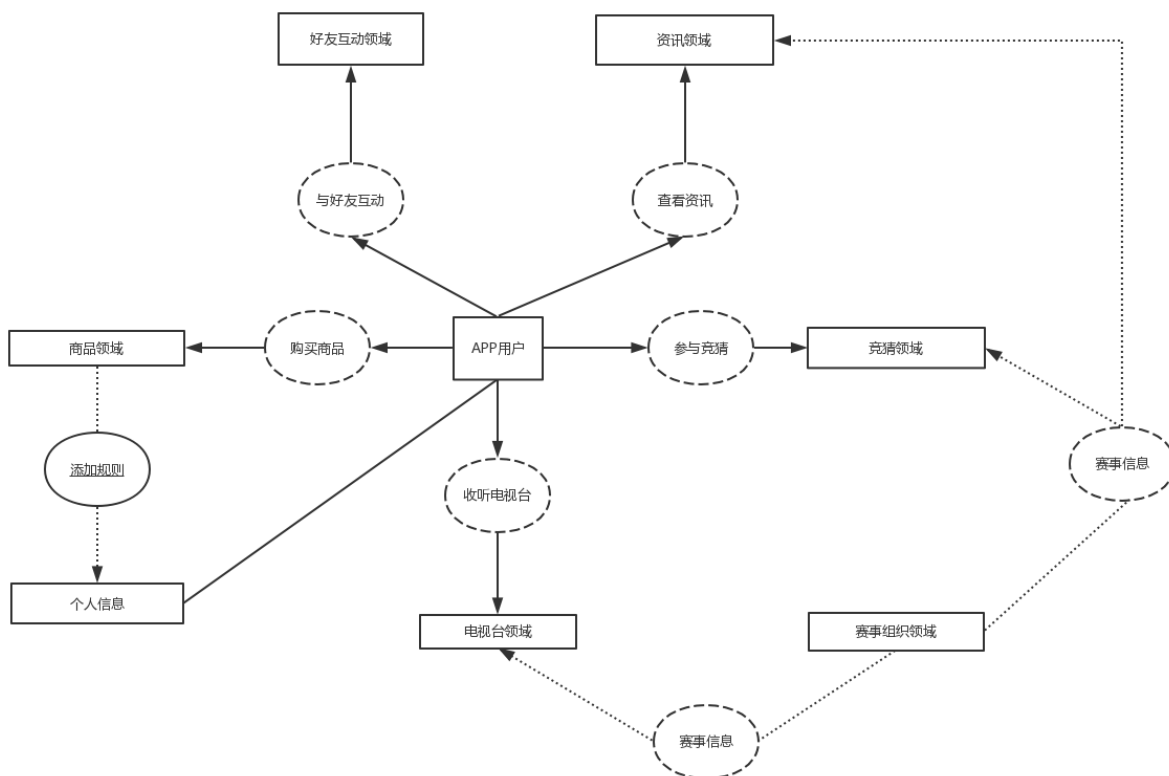 好友互动领域
资讯领域
与好友互动
查看资讯
商品领域
购买商品
APP用户
参与竞猜
竞猜领域
添加规则
收听电视台
赛事信息
个人信息
电视台领域
赛事组织领域
赛事信息